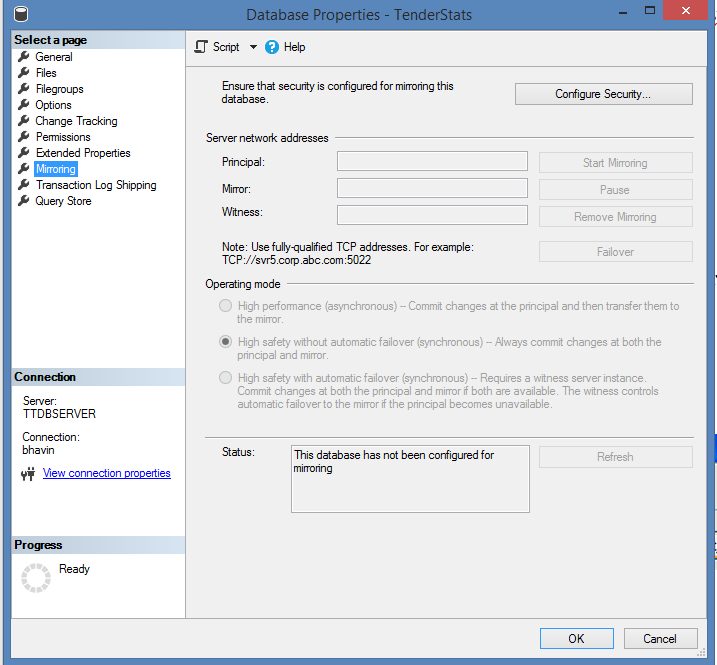 Database Properties - TenderStats
Select a page
General
Files
Filegroups
Options
Change Tracking
Permissions
Extended Properties
Mirroring
Transaction Log Shipping
Query Store
Connection
Server:
TTDBSERVER
Connection:
bhavin
View connection properties
Progress
Ready
Script
Help
Ensure that security is configured for mirroring this
database.
Configure Security...
Server network addresses
Principal:
Start Mirroring
Mirror:
Pause
Witness:
Remove Mirroring
Note: Use fully-qualified TCP addresses. For example:
TCP://svr5.corp.abc.com:5022
Failover
Operating mode
High performance (asynchronous) – Commit changes at the principal and then transfer them to
the mirror.
High safety without automatic failover (synchronous) – Always commit changes at both the
principal and mirror.
High safety with automatic failover (synchronous) – Requires a witness server instance.
Commit changes at both the principal and mirror if both are available. The witness controls
automatic failover to the mirror if the principal becomes unavailable.
Status:
This database has not been configured for
mirroring
Refresh
OK
Cancel